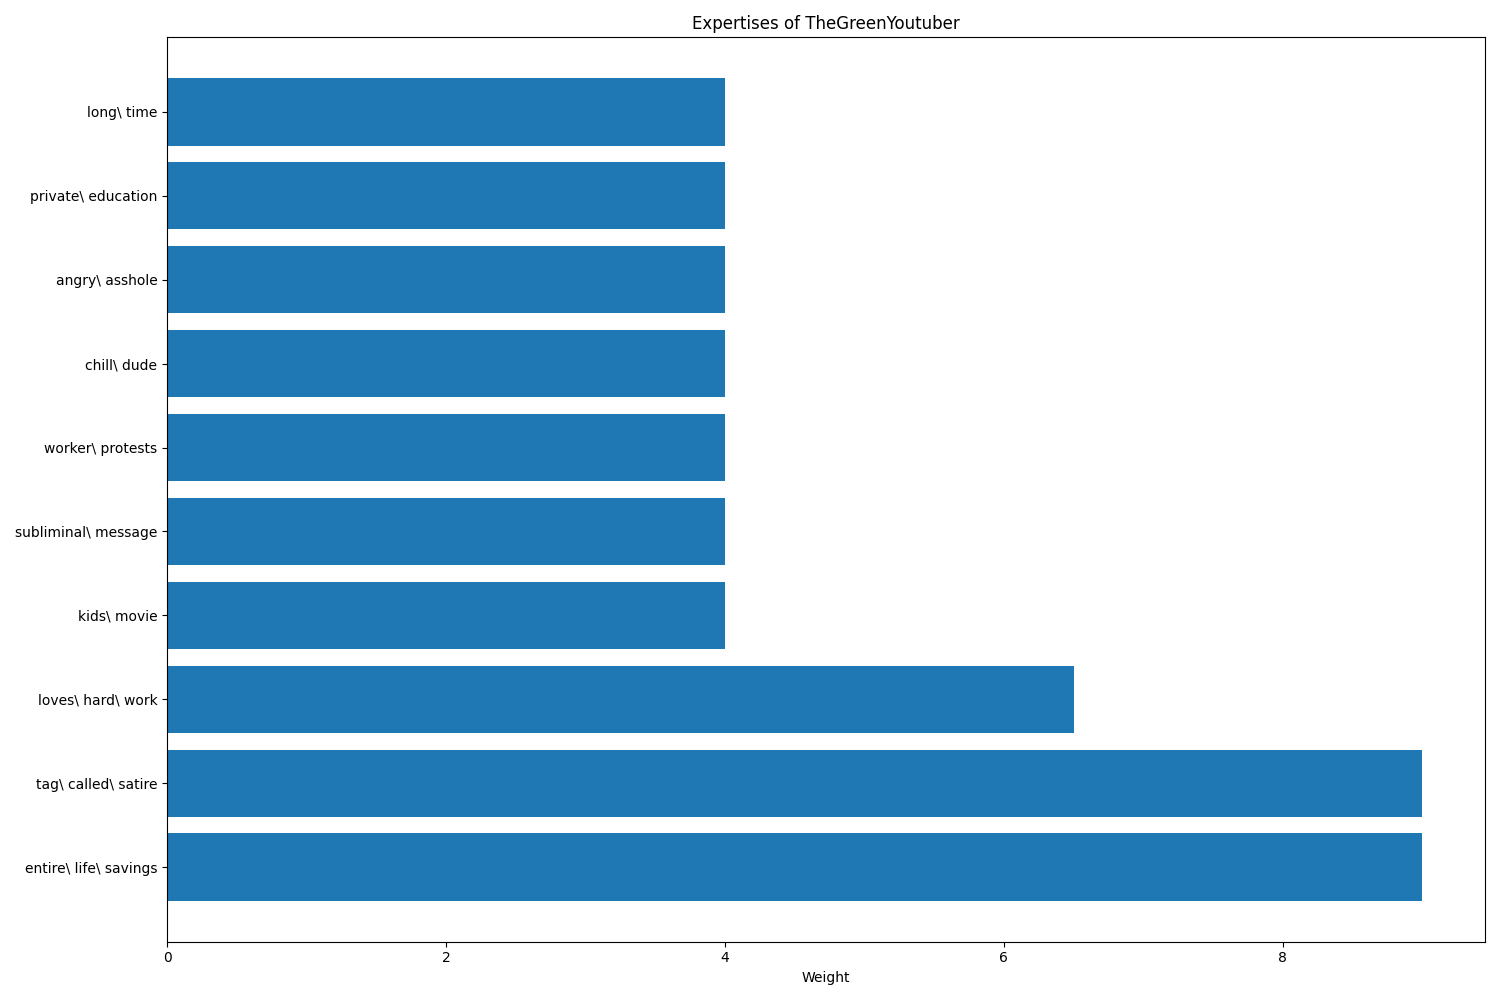 Expertises of TheGreenYoutuber
long\ time
private\ education
angry\ asshole
chill\ dude
worker\ protests
subliminal\ message
kids\ movie
loves\ hard\ work
tag\ called\ satire
entire\ life\ savings
0 2 4 6 8
Weight